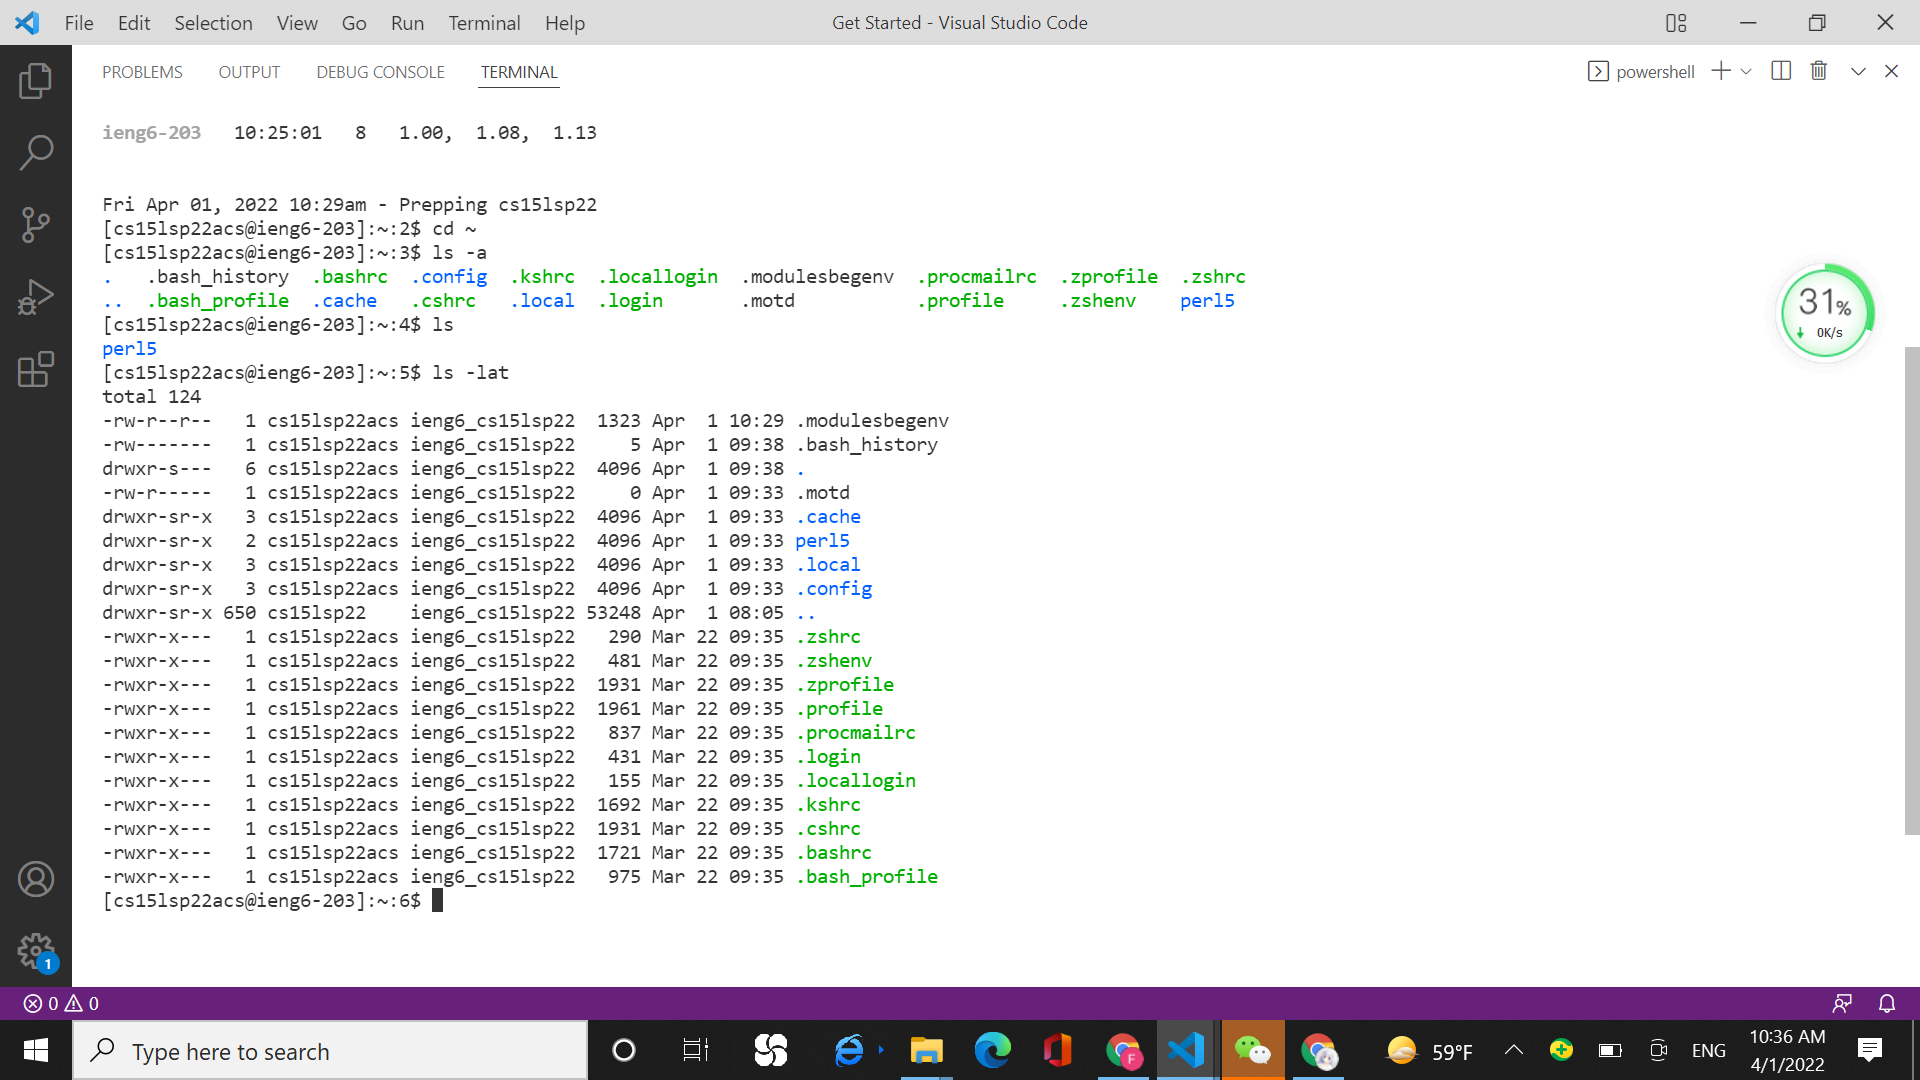 File Edit Selection View Go Run Terminal Help Get Started - Visual Studio Code
PROBLEMS OUTPUT DEBUG CONSOLE TERMINAL powershell
ieng6-203   10:25:01   8   1.00,  1.08,  1.13
Fri Apr 01, 2022 10:29am - Prepping cs15lsp22
[cs15lsp22acs@ieng6-203]:~:2$ cd ~
[cs15lsp22acs@ieng6-203]:~:3$ ls -a
.   .bash_history  .bashrc  .config  .kshrc  .locallogin  .modulesbegenv  .procmailrc  .zprofile  .zshrc
..  .bash_profile  .cache   .cshrc   .local  .login       .motd           .profile     .zshenv    perl5
[cs15lsp22acs@ieng6-203]:~:4$ ls
perl5
[cs15lsp22acs@ieng6-203]:~:5$ ls -lat
total 124
-rw-r--r--   1 cs15lsp22acs ieng6_cs15lsp22  1323 Apr  1 10:29 .modulesbegenv
-rw-------   1 cs15lsp22acs ieng6_cs15lsp22     5 Apr  1 09:38 .bash_history
drwxr-s---   6 cs15lsp22acs ieng6_cs15lsp22  4096 Apr  1 09:38 .
-rw-r-----   1 cs15lsp22acs ieng6_cs15lsp22     0 Apr  1 09:33 .motd
drwxr-sr-x   3 cs15lsp22acs ieng6_cs15lsp22  4096 Apr  1 09:33 .cache
drwxr-sr-x   2 cs15lsp22acs ieng6_cs15lsp22  4096 Apr  1 09:33 perl5
drwxr-sr-x   3 cs15lsp22acs ieng6_cs15lsp22  4096 Apr  1 09:33 .local
drwxr-sr-x   3 cs15lsp22acs ieng6_cs15lsp22  4096 Apr  1 09:33 .config
drwxr-sr-x 650 cs15lsp22    ieng6_cs15lsp22 53248 Apr  1 08:05 ..
-rwxr-x---   1 cs15lsp22acs ieng6_cs15lsp22   290 Mar 22 09:35 .zshrc
-rwxr-x---   1 cs15lsp22acs ieng6_cs15lsp22   481 Mar 22 09:35 .zshenv
-rwxr-x---   1 cs15lsp22acs ieng6_cs15lsp22  1931 Mar 22 09:35 .zprofile
-rwxr-x---   1 cs15lsp22acs ieng6_cs15lsp22  1961 Mar 22 09:35 .profile
-rwxr-x---   1 cs15lsp22acs ieng6_cs15lsp22   837 Mar 22 09:35 .procmailrc
-rwxr-x---   1 cs15lsp22acs ieng6_cs15lsp22   431 Mar 22 09:35 .login
-rwxr-x---   1 cs15lsp22acs ieng6_cs15lsp22   155 Mar 22 09:35 .locallogin
-rwxr-x---   1 cs15lsp22acs ieng6_cs15lsp22  1692 Mar 22 09:35 .kshrc
-rwxr-x---   1 cs15lsp22acs ieng6_cs15lsp22  1931 Mar 22 09:35 .cshrc
-rwxr-x---   1 cs15lsp22acs ieng6_cs15lsp22  1721 Mar 22 09:35 .bashrc
-rwxr-x---   1 cs15lsp22acs ieng6_cs15lsp22   975 Mar 22 09:35 .bash_profile
[cs15lsp22acs@ieng6-203]:~:6$
31%
0K/s
1
0 0
Type here to search
F
59°F
ENG
10:36 AM
4/1/2022